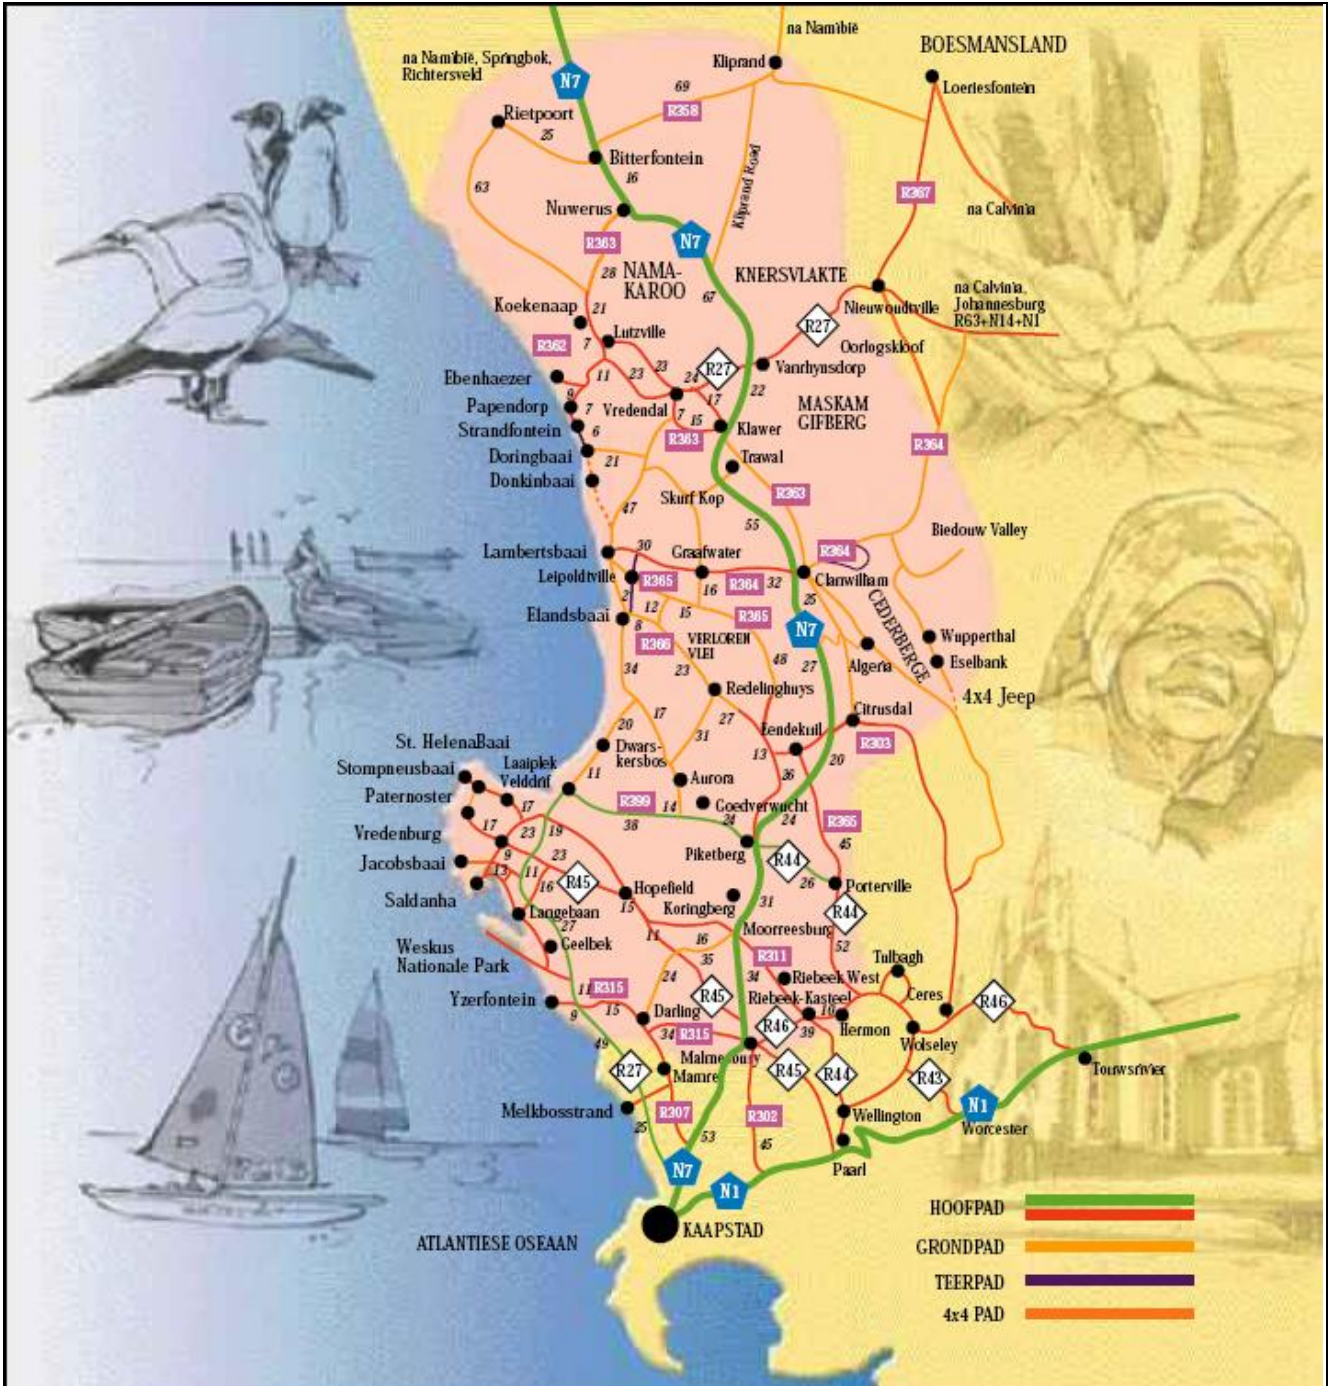 na Namibië
BOESMANSLAND
na Namibië, Springbok,
Richtersveld
Kliprand
N7
69
Loeriesfontein
R358
Rietpoort
25
Bitterfontein
16
63
Kliprand Road
R367
Nuwerus
na Calvinia
R363
N7
NAMA-
KAROO
28
KNERSVLAKTE
67
Nieuwoudtville
na Calvinia,
Johannesburg
R63+N14+N1
Koekenaap
21
R27
Lutzville
R362
7
Oorlogskloof
23
R27
Vanrhynsdorp
Ebenhaezer
11
23
24
22
9
17
MASKAM
GIFBERG
Papendorp
7
Vredendal
7
15
Klawer
Strandfontein
6
R363
R364
Doringbaai
21
Trawal
Donkinbaai
Skurf Kop
R363
47
55
Biedouw Valley
Lambertsbaai
30
Graafwater
R364
Leipoldtville
R365
R364
32
Clanwilliam
16
25
2
12
15
R365
CEDERBERGE
Elandsbaai
8
R366
VERLOREN
VLEI
N7
Wupperthal
34
23
48
27
Algeria
Eselbank
Redelinghuys
4x4 Jeep
17
27
Citrusdal
20
31
Eendekuil
R303
St. HelenaBaai
Dwars-
kersbos
13
20
Stompneusbaai
Laaiplek
Velddrif
11
Aurora
26
Paternoster
17
R399
14
Goedverwacht
24
24
R365
Vredenburg
17
23
19
38
45
Jacobsbaai
9
23
Piketberg
R44
13
11
R45
26
Porterville
Saldanha
16
Hopefield
15
Koringberg
31
R44
Langebaan
27
Moorreesburg
Weskus
Nationale Park
Geelbek
11
16
52
35
R311
Tulbagh
24
34
Riebeek West
Yzerfontein
11
R315
15
R45
Riebeek-Kasteel
Ceres
R46
9
Darling
R46
10
Hermon
49
34
R315
39
Wolseley
Malmesbury
R45
R44
R43
Touwsrivier
R27
Mamre
Melkbosstrand
R307
R302
Wellington
N1
Worcester
25
53
45
Paarl
N7
N1
HOOFPAD
KAAPSTAD
ATLANTIESE OSEAAN
GRONDPAD
TEERPAD
4x4 PAD